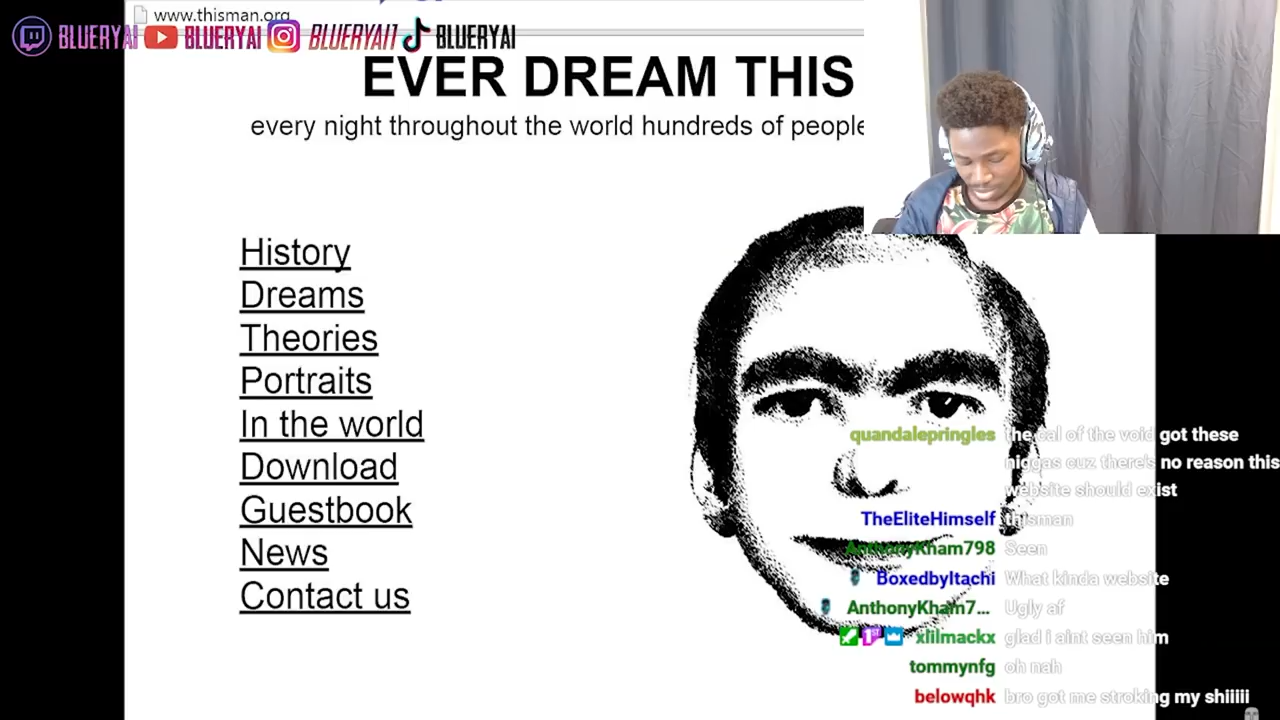 www.thisman.org
BLUERYAI BLUERYAI BLUERYAI1 BLUERYAI
EVER DREAM THIS
every night throughout the world hundreds of people
History
Dreams
Theories
Portraits
In the world
Download
Guestbook
News
Contact us
quandalepringles the cal of the void got these
niggas cuz there's no reason this
website should exist
TheEliteHimself thisman
AnthonyKham798 Seen
BoxedbyItachi What kinda website
AnthonyKham7... Ugly af
1ST xlilmackx glad i aint seen him
tommynfg oh nah
belowqhk bro got me stroking my shiiiii